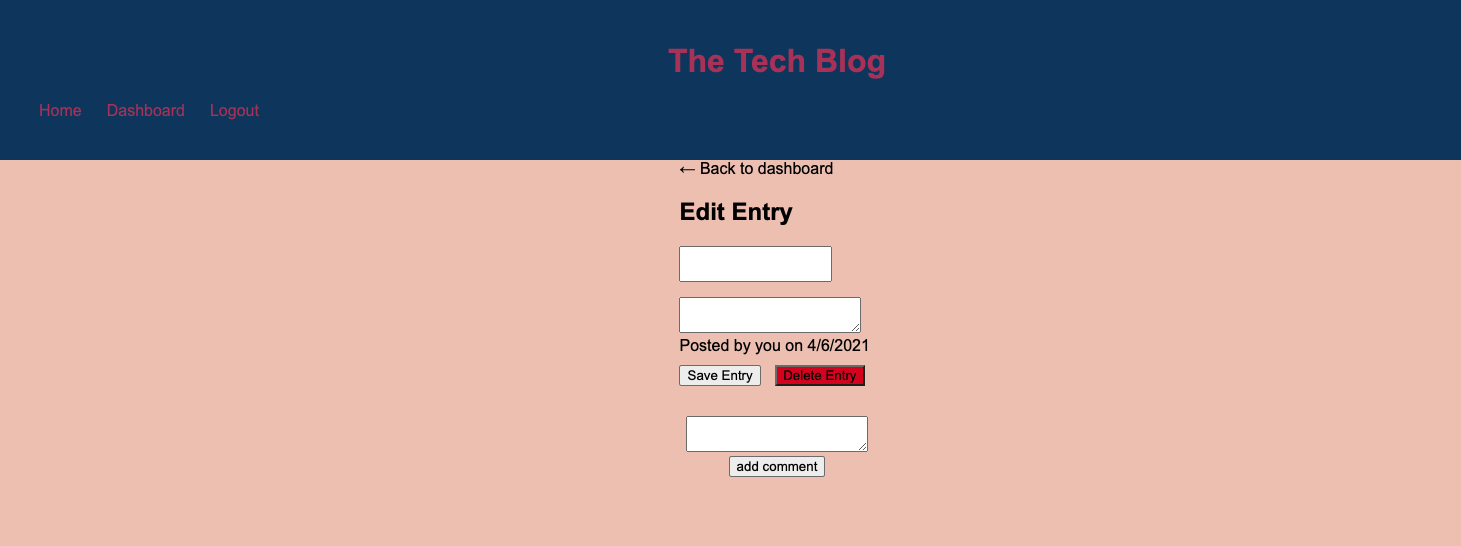 The Tech Blog
Home Dashboard Logout
← Back to dashboard
Edit Entry
Posted by you on 4/6/2021
Save Entry Delete Entry
add comment